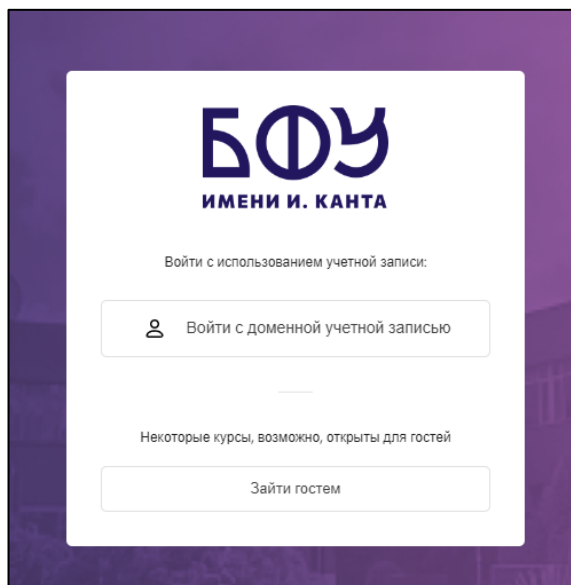 БФУ
ИМЕНИ И. КАНТА
Войти с использованием учетной записи:
Войти с доменной учетной записью
Некоторые курсы, возможно, открыты для гостей
Зайти гостем